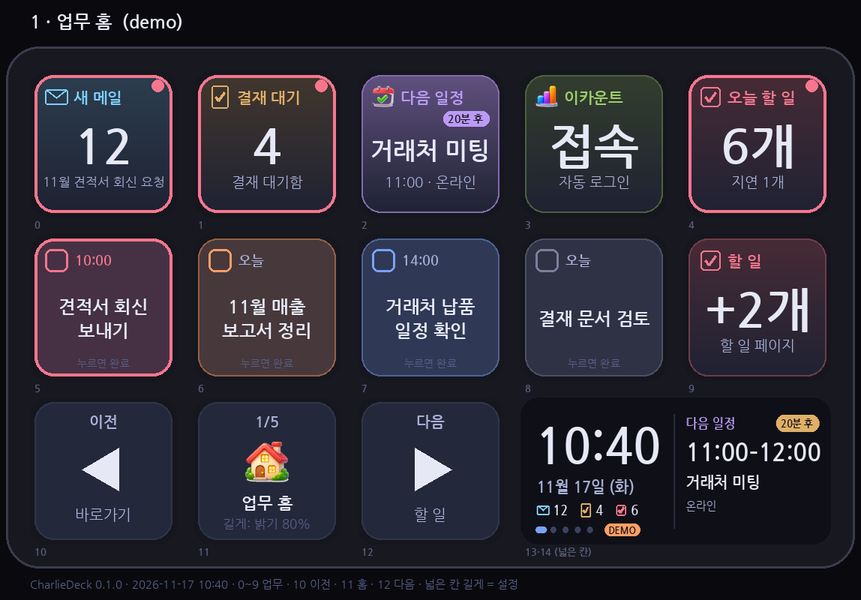 1 · 업무 홈 (demo)
새 메일
12
11월 견적서 회신 요청
0
결재 대기
4
결재 대기함
1
다음 일정
20분 후
거래처 미팅
11:00 · 온라인
2
이카운트
접속
자동 로그인
3
오늘 할 일
6개
지연 1개
4
10:00
견적서 회신
보내기
누르면 완료
5
오늘
11월 매출
보고서 정리
누르면 완료
6
14:00
거래처 납품
일정 확인
누르면 완료
7
오늘
결재 문서 검토
누르면 완료
8
할 일
+2개
할 일 페이지
9
이전
바로가기
10
1/5
업무 홈
길게: 밝기 80%
11
다음
할 일
12
10:40
11월 17일 (화)
12 4 6
DEMO
다음 일정
20분 후
11:00-12:00
거래처 미팅
온라인
13-14 (넓은 칸)
CharlieDeck 0.1.0 · 2026-11-17 10:40 · 0~9 업무 · 10 이전 · 11 홈 · 12 다음 · 넓은 칸 길게 = 설정